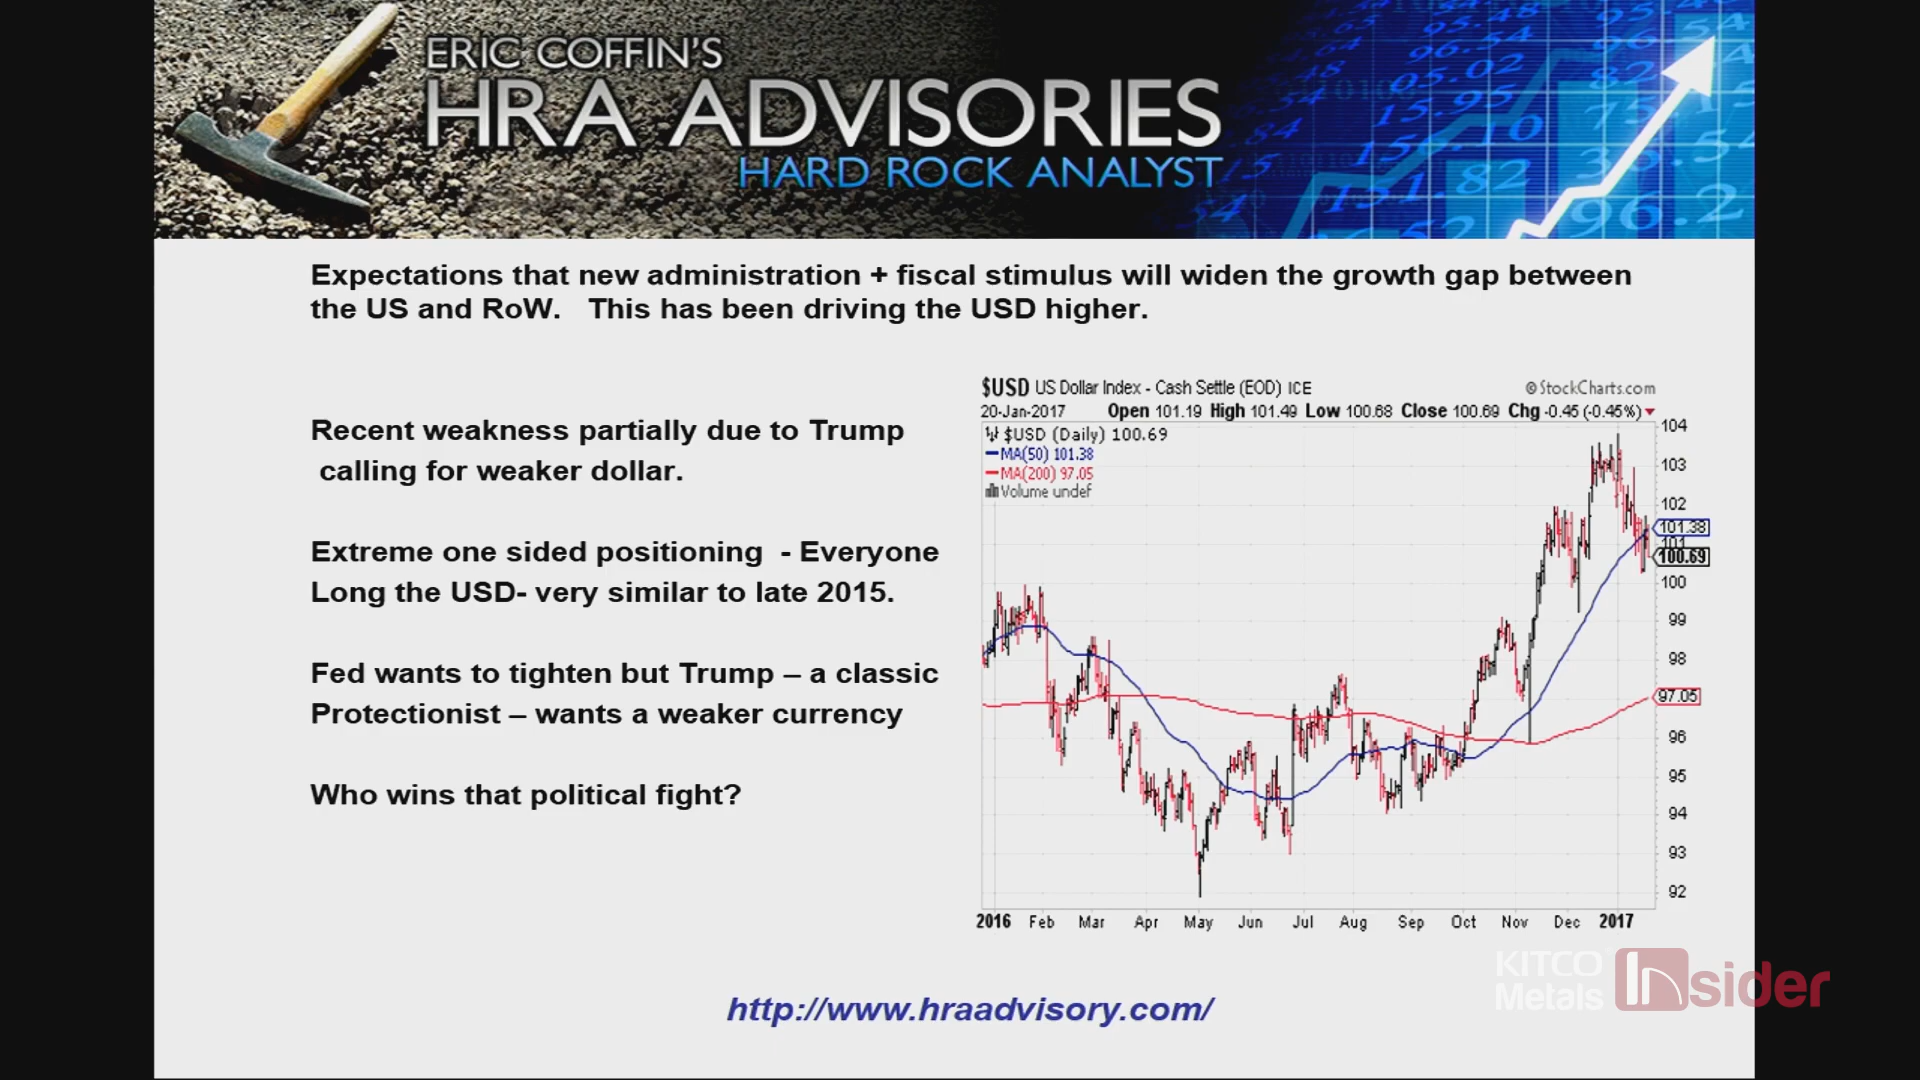 ERIC COFFIN'S
HRA ADVISORIES
HARD ROCK ANALYST
Expectations that new administration + fiscal stimulus will widen the growth gap between
the US and RoW. This has been driving the USD higher.
Recent weakness partially due to Trump
calling for weaker dollar.
Extreme one sided positioning - Everyone
Long the USD- very similar to late 2015.
Fed wants to tighten but Trump – a classic
Protectionist – wants a weaker currency
Who wins that political fight?
$USD US Dollar Index - Cash Settle (EOD) ICE
© StockCharts.com
20-Jan-2017 Open 101.19 High 101.49 Low 100.68 Close 100.69 Chg -0.45 (-0.45%)
$USD (Daily) 100.69
MA(50) 101.38
MA(200) 97.05
Volume undef
104
103
102
101.38
101
100.69
100
99
98
97.05
96
95
94
93
92
2016 Feb Mar Apr May Jun Jul Aug Sep Oct Nov Dec 2017
KITCO
Metals
Insider
http://www.hraadvisory.com/